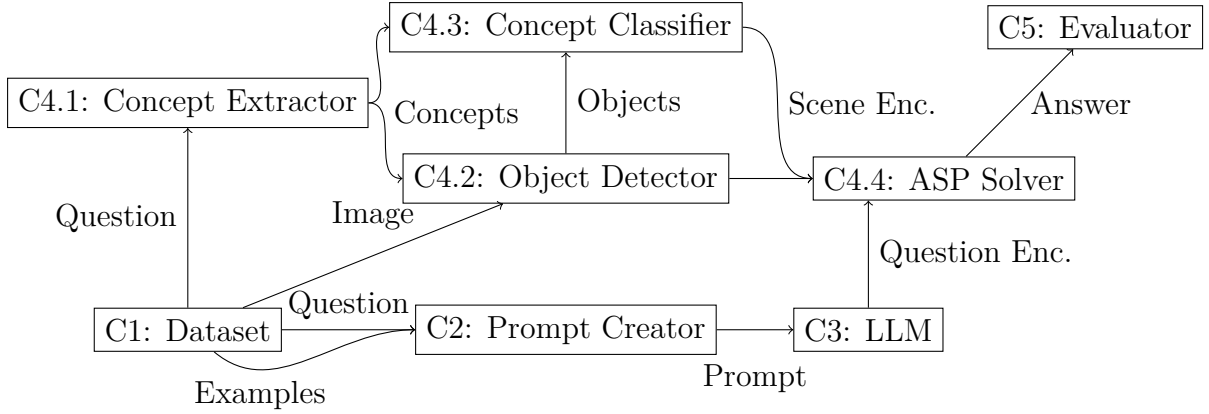 C4.3: Concept Classifier
C5: Evaluator
C4.1: Concept Extractor
Concepts
Objects
Scene Enc.
Answer
C4.2: Object Detector
C4.4: ASP Solver
Question
Image
Question Enc.
Question
C1: Dataset
C2: Prompt Creator
C3: LLM
Examples
Prompt